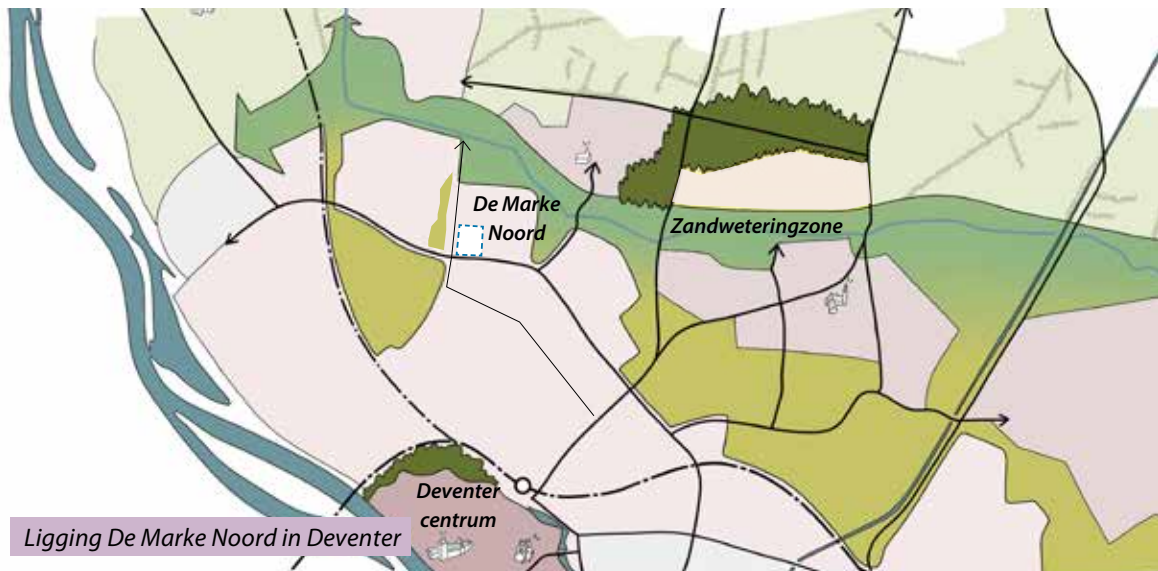 De Marke
Noord
Zandweteringzone
Deventer
centrum
Ligging De Marke Noord in Deventer